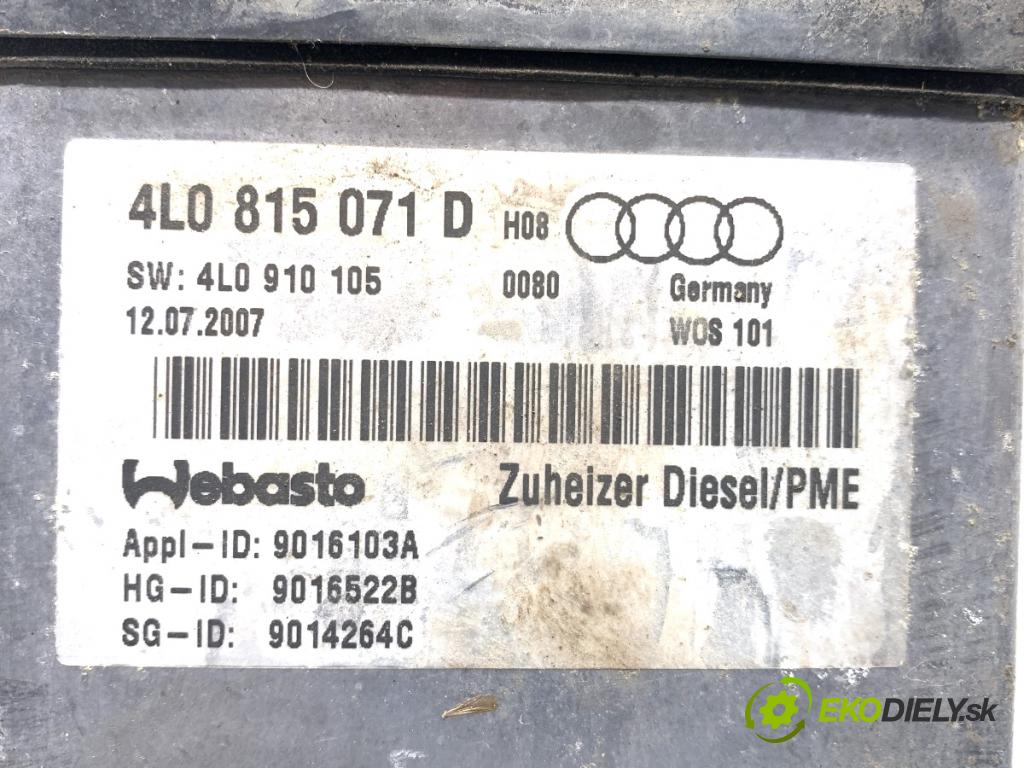 4L0 815 071 D H08
SW: 4L0 910 105 0080 Germany
12.07.2007 WOS 101
Webasto Zuheizer Diesel/PME
Appl-ID: 9016103A
HG-ID: 9016522B
SG-ID: 9014264C
EKODIELY.sk